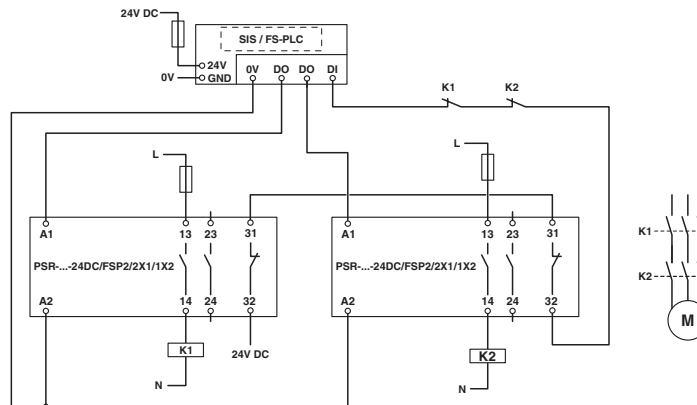 24V DC
SIS / FS-PLC
24V
0V
GND
0V DO DO DI
K1 K2
L
L
A1 13 23 31
A1 13 23 31
K1
PSR-...-24DC/FSP2/2X1/1X2
PSR-...-24DC/FSP2/2X1/1X2
K2
A2 14 24 32
A2 14 24 32
M
K1
24V DC
K2
N
N